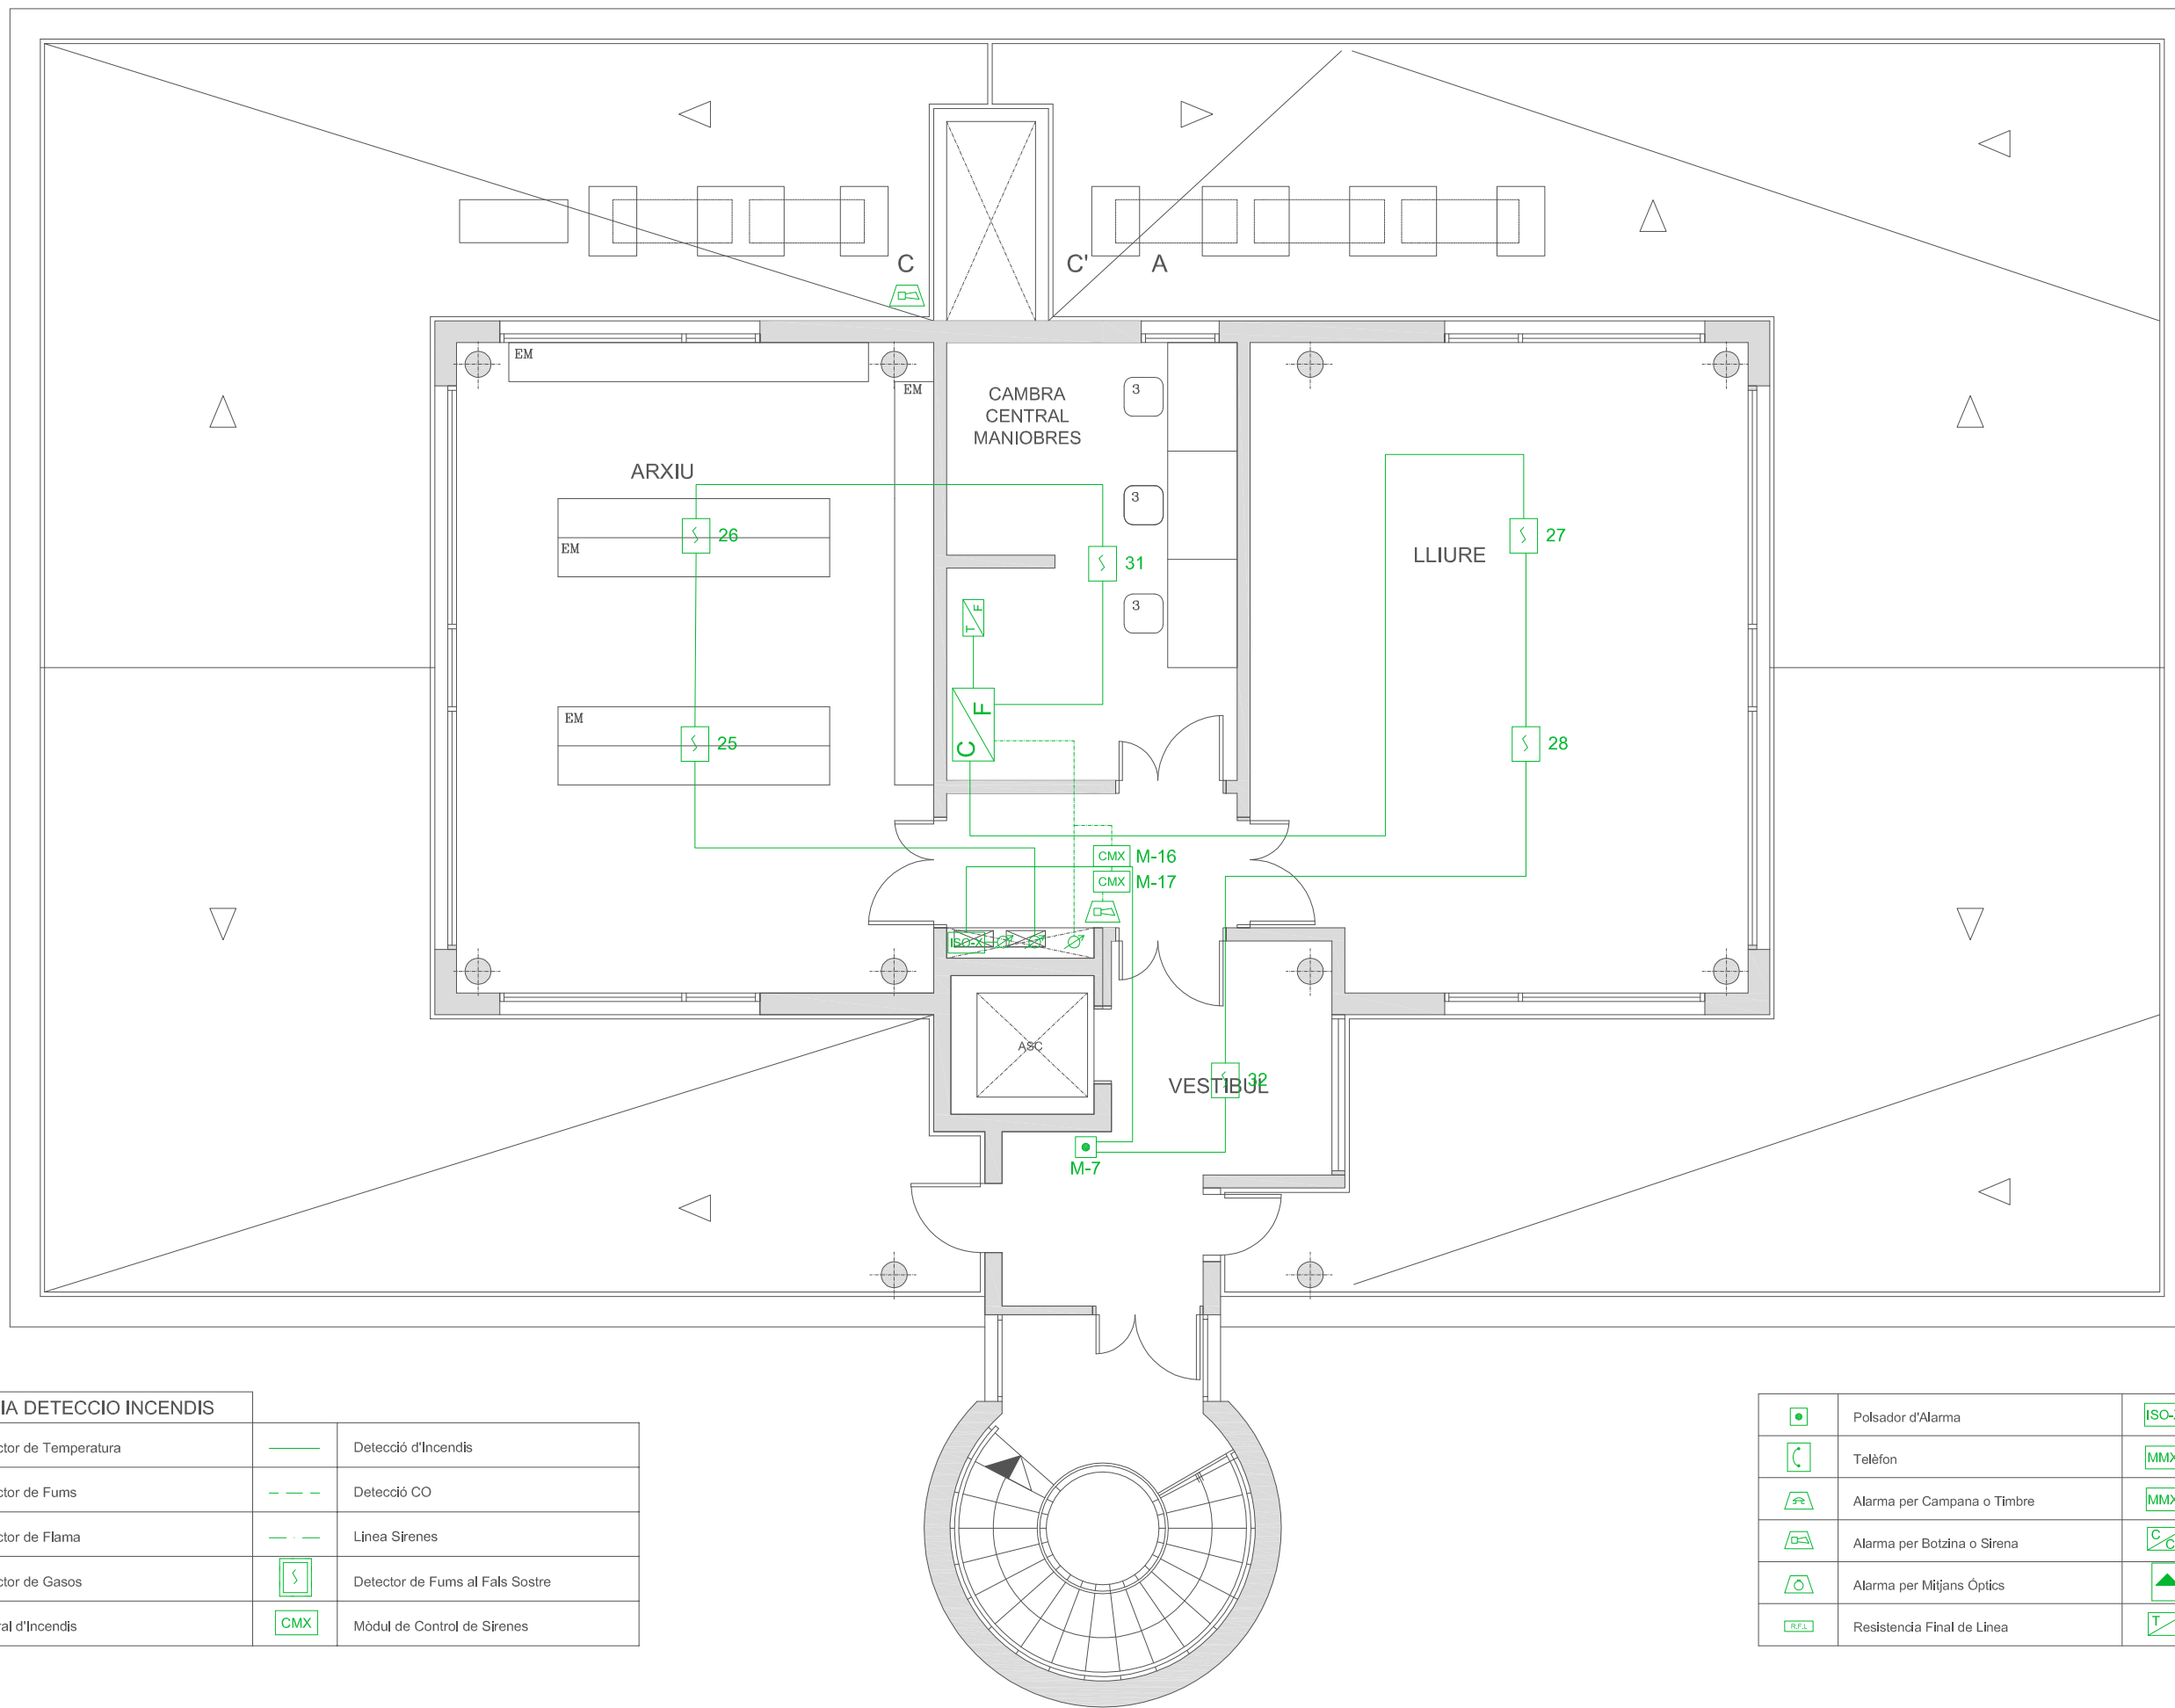 C
C'
A
EM
EM
CAMBRA
CENTRAL
MANIOBRES
3
ARXIU
3
26
27
EM
LLIURE
31
3
T
F
EM
F
C
25
28
CMX M-16
CMX M-17
ISO-X
ASC
32
VESTIBUL
M-7
IA DETECCIO INCENDIS
ctor de Temperatura
Detecció d'Incendis
ctor de Fums
Detecció CO
ctor de Flama
Linea Sirenes
ctor de Gasos
Detector de Fums al Fals Sostre
ral d'Incendis
CMX
Mòdul de Control de Sirenes
Polsador d'Alarma
ISO-
Telèfon
MMX
Alarma per Campana o Timbre
MMX
Alarma per Botzina o Sirena
C
C
Alarma per Mitjans Óptics
R.F.L
Resistencia Final de Linea
T